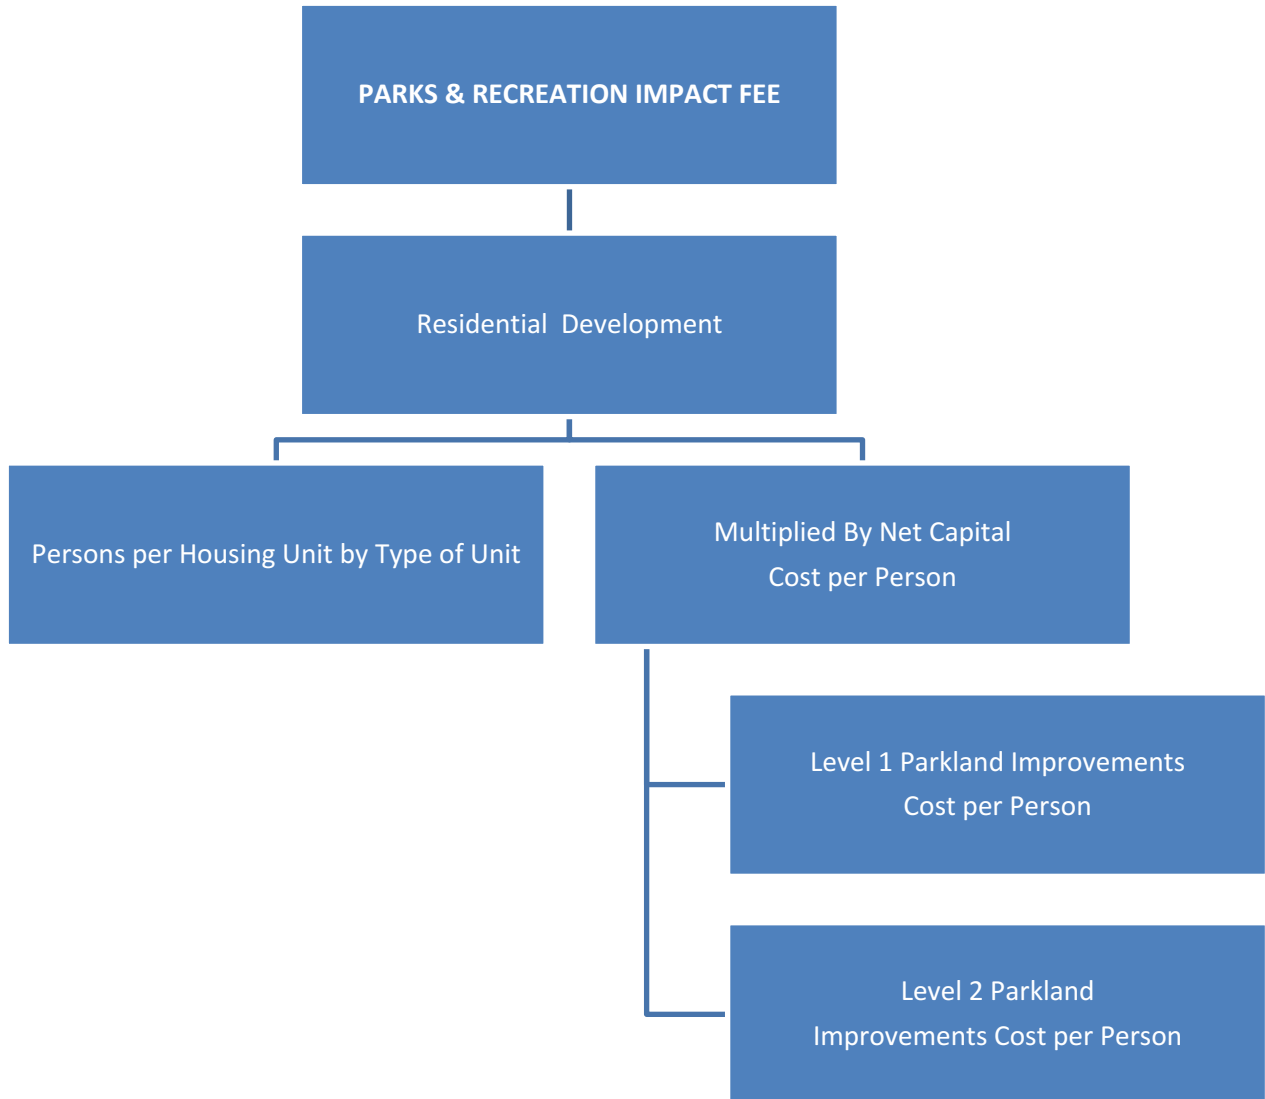 PARKS & RECREATION IMPACT FEE
Residential  Development
Persons per Housing Unit by Type of Unit
Multiplied By Net Capital
Cost per Person
Level 1 Parkland Improvements
Cost per Person
Level 2 Parkland
Improvements Cost per Person